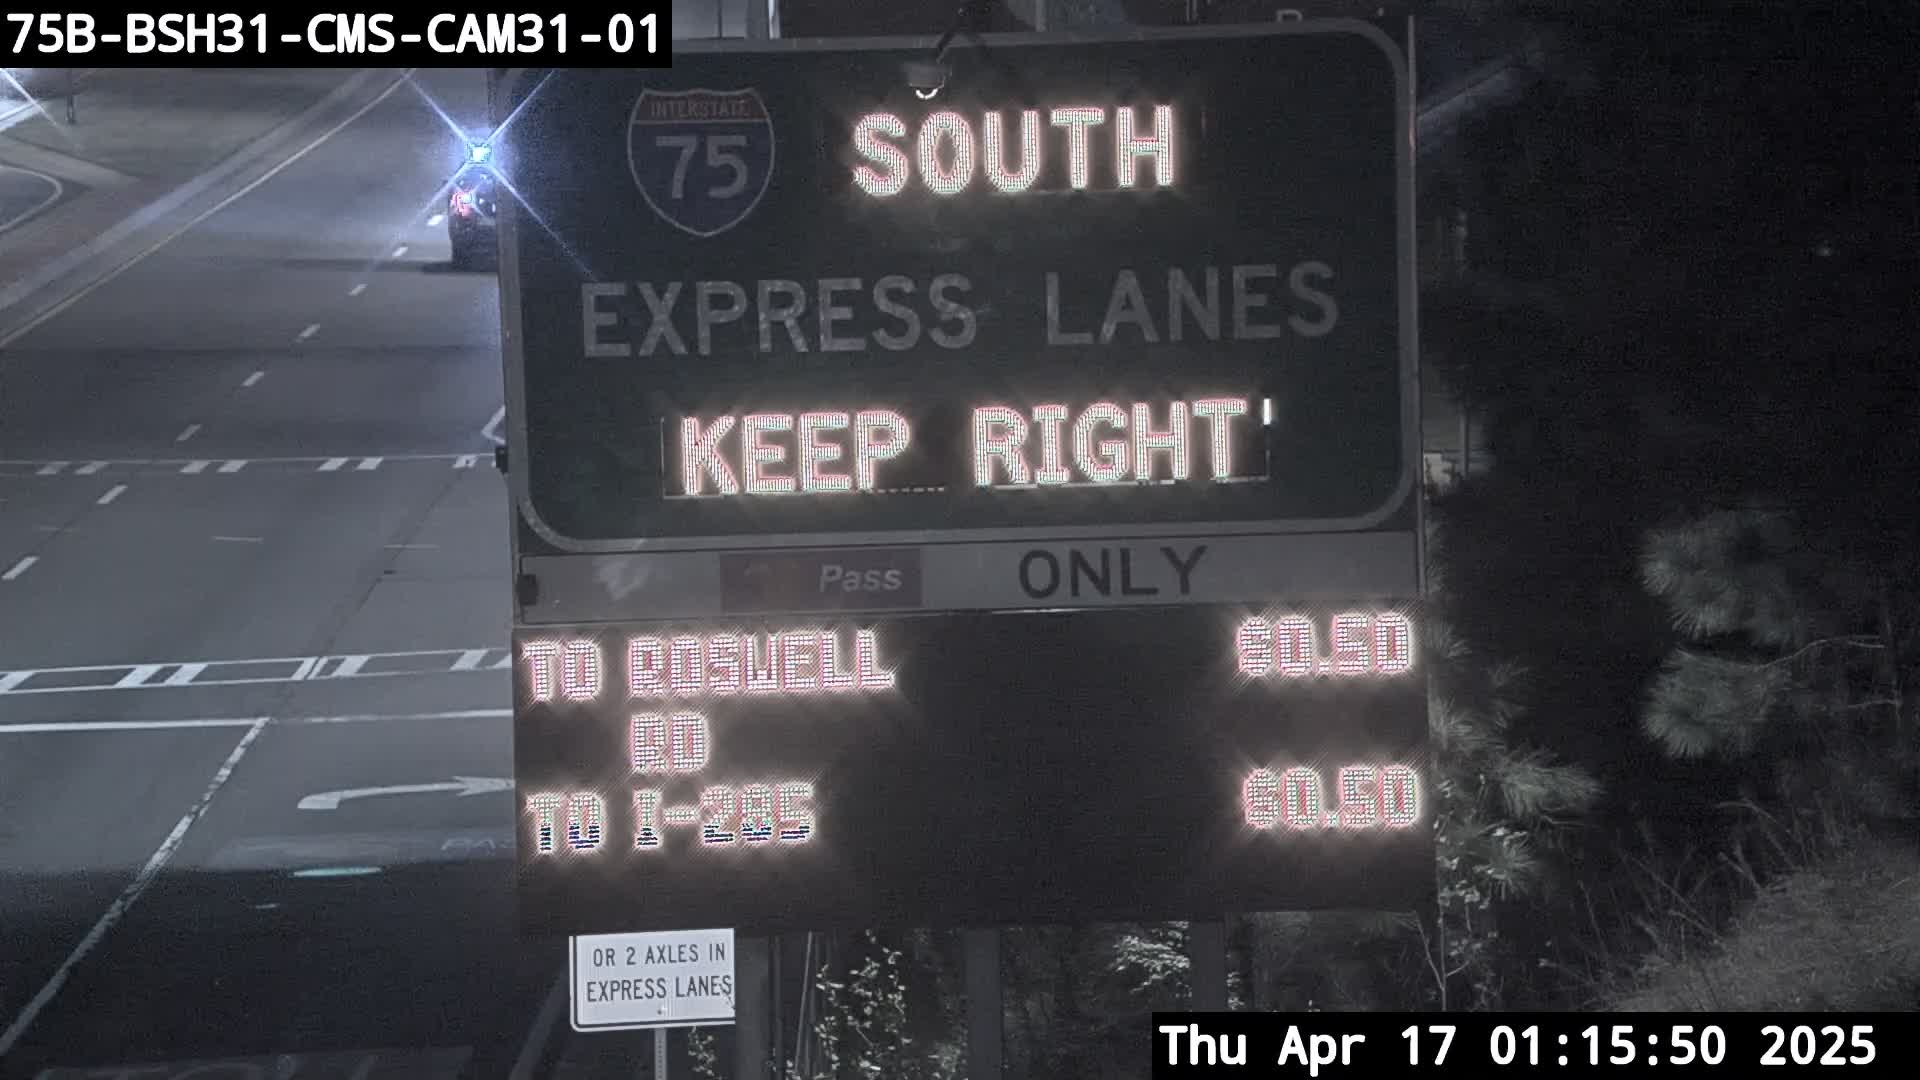 75B-BSH31-CMS-CAM31-01
INTERSTATE
75
SOUTH
EXPRESS LANES
KEEP RIGHT
Pass ONLY
TO ROSWELL $0.50
RD
TO I-285 $0.50
OR 2 AXLES IN
EXPRESS LANES
Thu Apr 17 01:15:50 2025